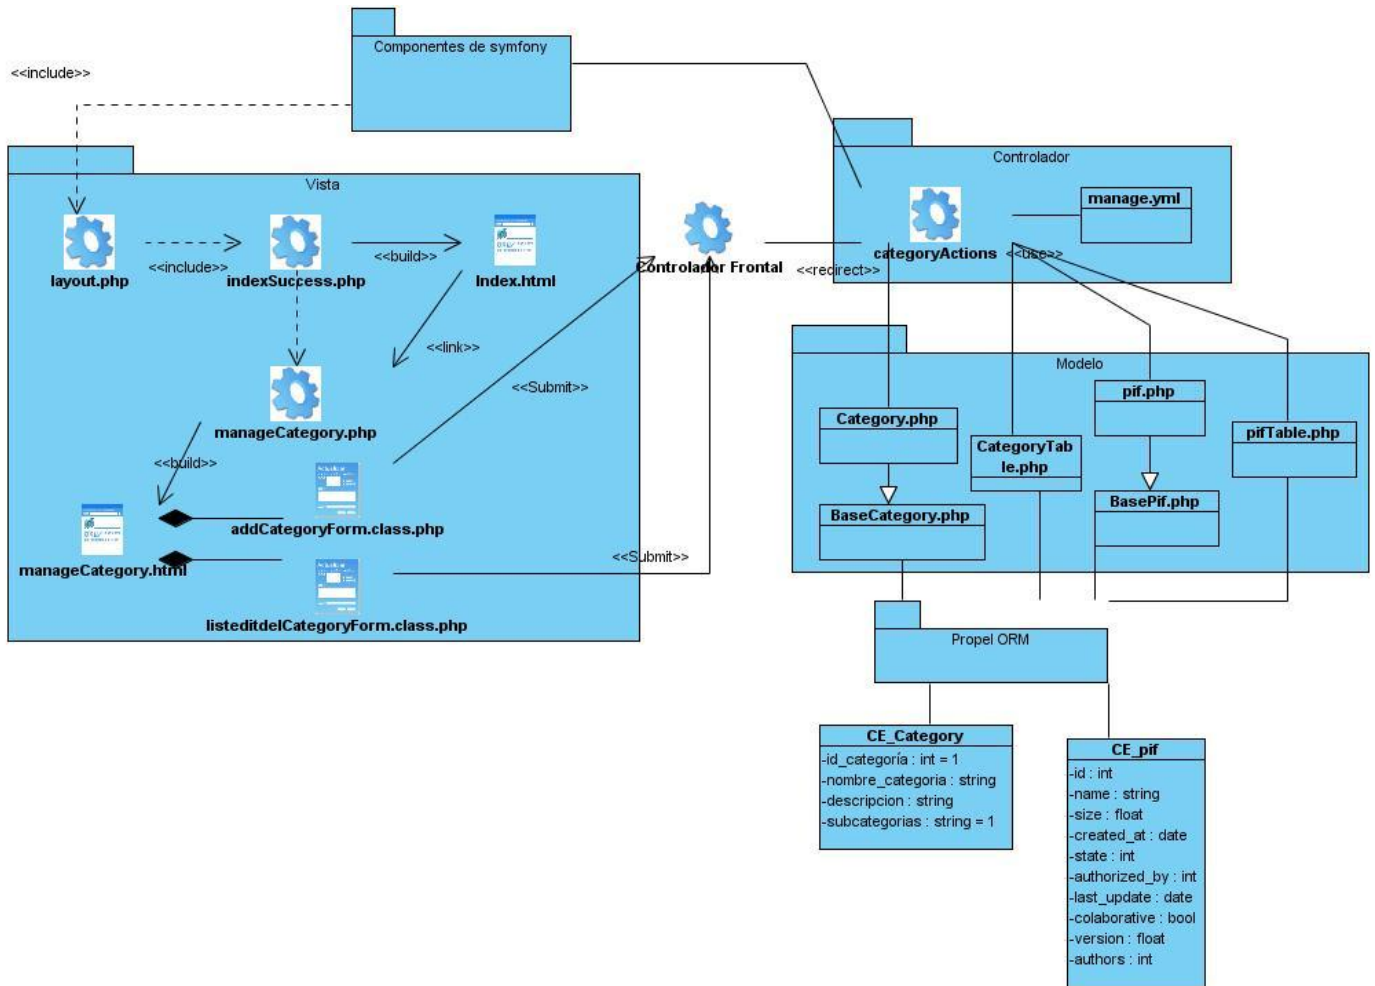 Componentes de symfony
<<include>>
Controlador
Vista
manage.yml
layout.php
<<include>>
indexSuccess.php
<<build>>
Index.html
Controlador Frontal
<<redirect>>
categoryActions
<<use>>
<<link>>
<<Submit>>
manageCategory.php
<<build>>
addCategoryForm.class.php
manageCategory.html
<<Submit>>
listeditdelCategoryForm.class.php
Modelo
Category.php
CategoryTab
le.php
pif.php
pifTable.php
BaseCategory.php
BasePif.php
Propel ORM
CE_Category
-id_categoría : int = 1
-nombre_categoria : string
-descripcion : string
-subcategorias : string = 1
CE_pif
-id : int
-name : string
-size : float
-created_at : date
-state : int
-authorized_by : int
-last_update : date
-colaborative : bool
-version : float
-authors : int